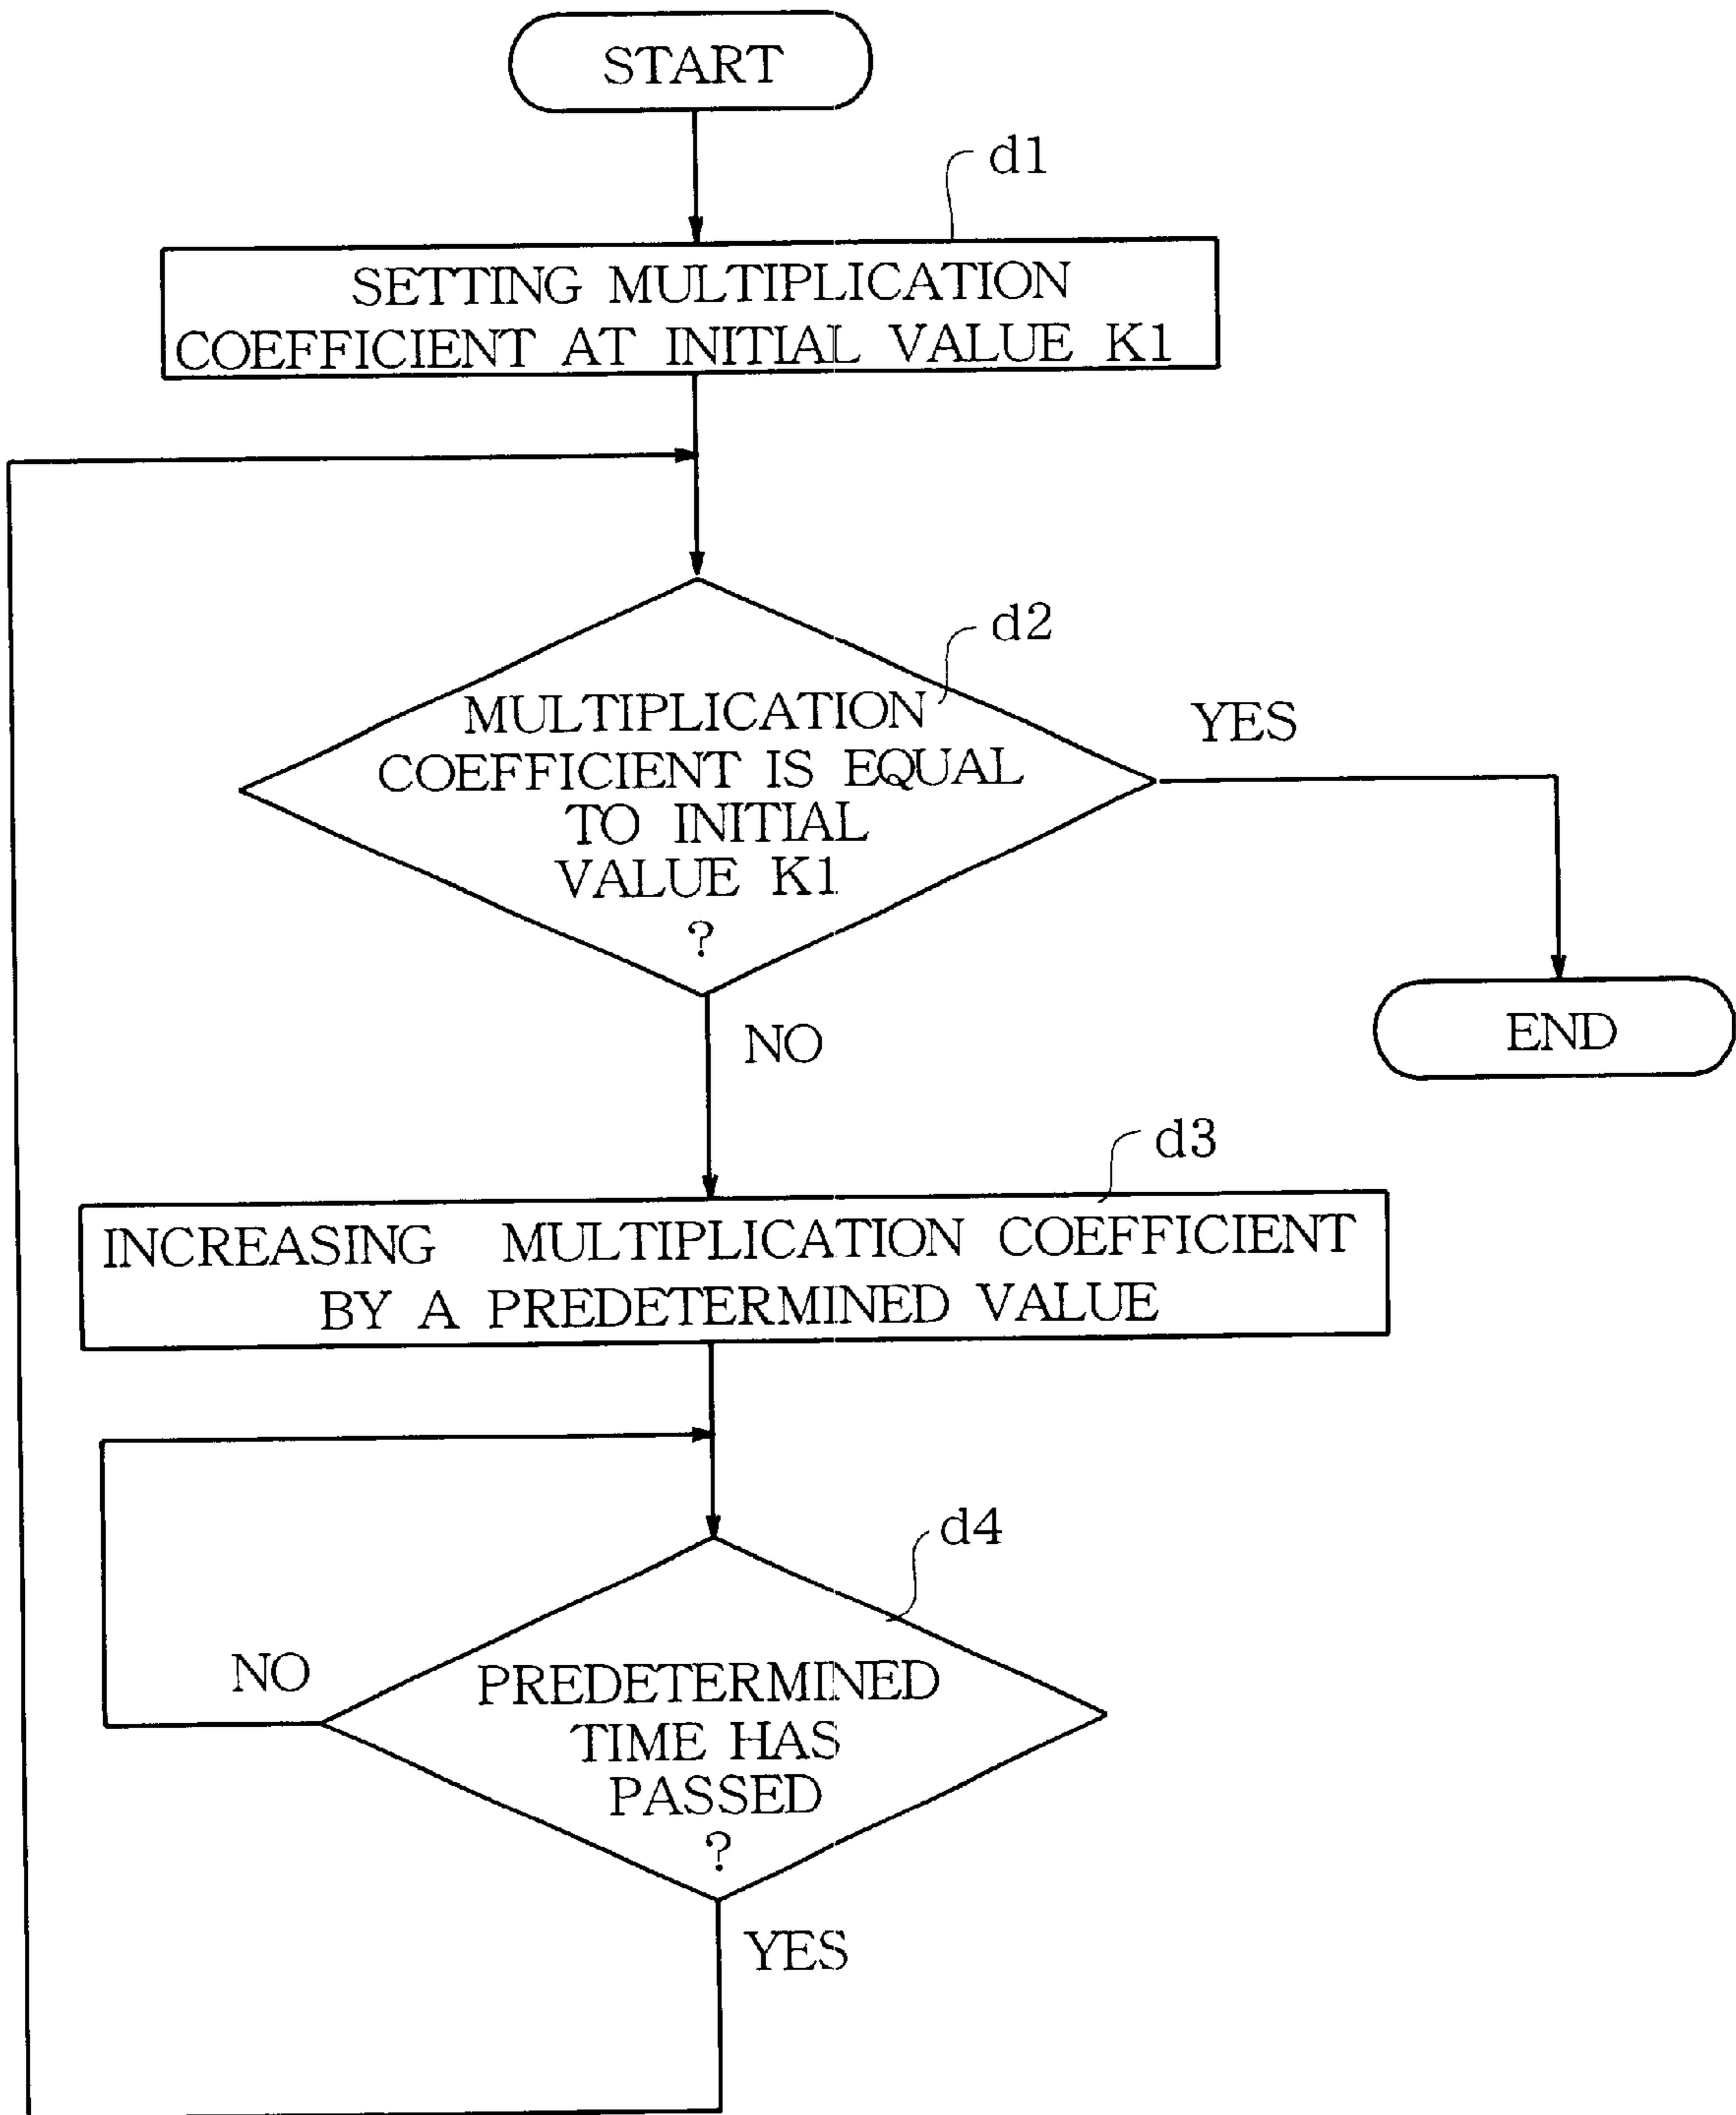 START
d1
SETTING MULTIPLICATION
COEFFICIENT AT INITIAL VALUE K1
d2
MULTIPLICATION
COEFFICIENT IS EQUAL
TO INITIAL
VALUE K1
?
YES
END
NO
d3
INCREASING MULTIPLICATION COEFFICIENT
BY A PREDETERMINED VALUE
d4
NO
PREDETERMINED
TIME HAS
PASSED
?
YES